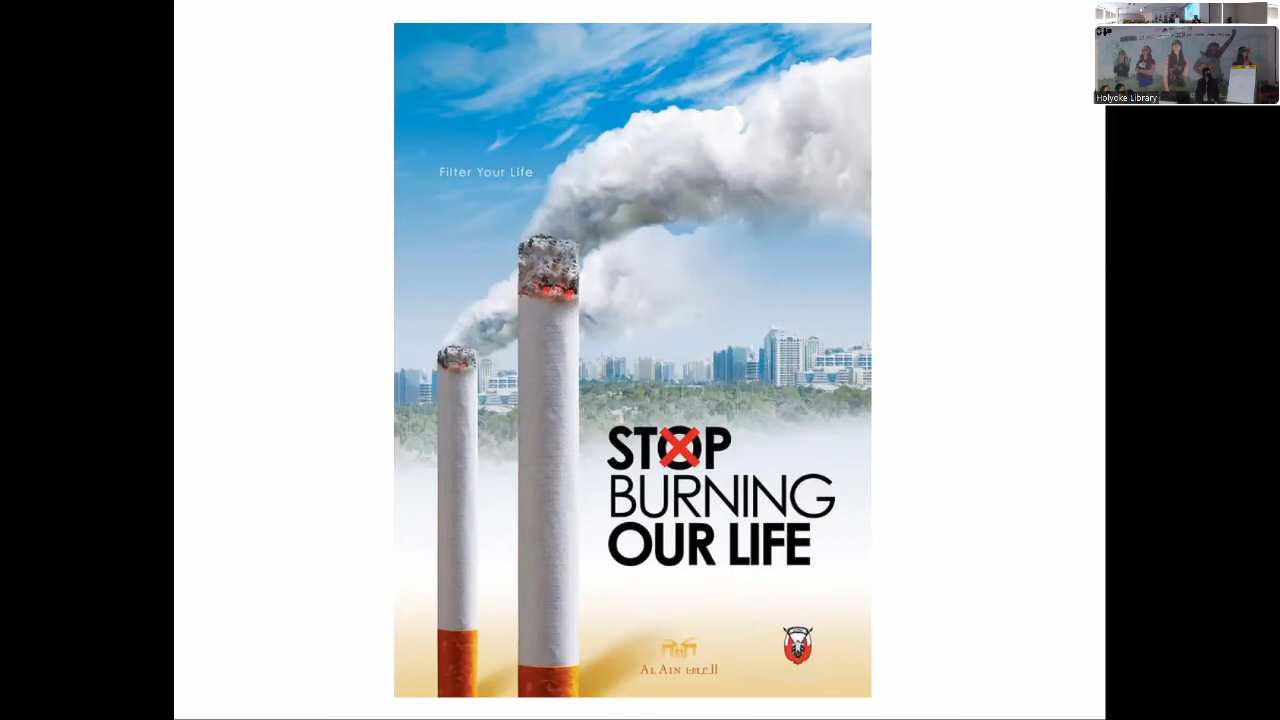 Filter Your Life
STOP
BURNING
OUR LIFE
AL AIN العين
Holyoke Library